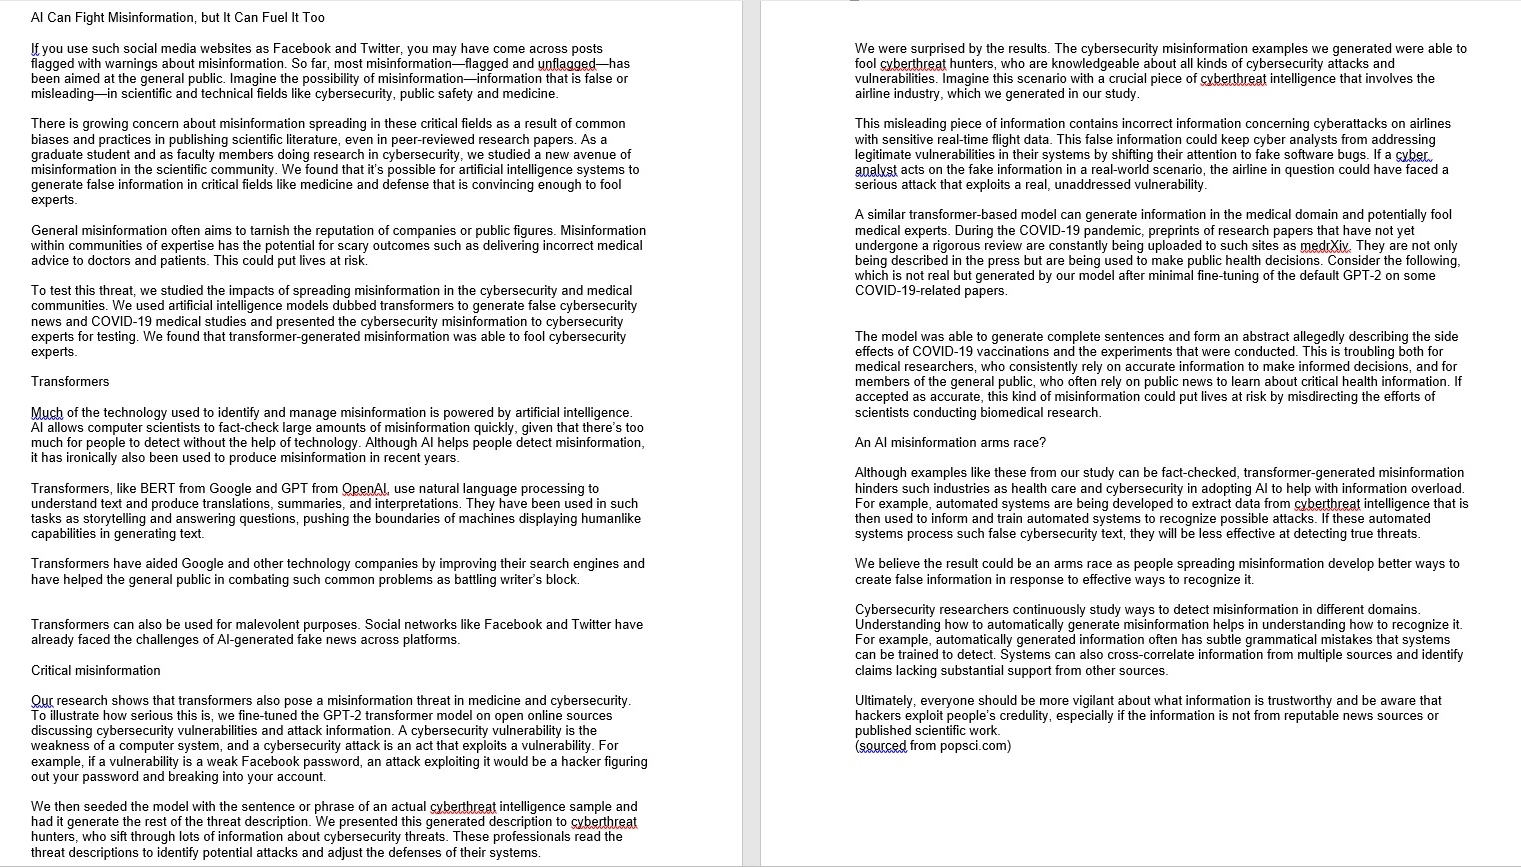 AI Can Fight Misinformation, but It Can Fuel It Too
If you use such social media websites as Facebook and Twitter, you may have come across posts
flagged with warnings about misinformation. So far, most misinformation—flagged and unflagged—has
been aimed at the general public. Imagine the possibility of misinformation—information that is false or
misleading—in scientific and technical fields like cybersecurity, public safety and medicine.
There is growing concern about misinformation spreading in these critical fields as a result of common
biases and practices in publishing scientific literature, even in peer-reviewed research papers. As a
graduate student and as faculty members doing research in cybersecurity, we studied a new avenue of
misinformation in the scientific community. We found that it's possible for artificial intelligence systems to
generate false information in critical fields like medicine and defense that is convincing enough to fool
experts.
General misinformation often aims to tarnish the reputation of companies or public figures. Misinformation
within communities of expertise has the potential for scary outcomes such as delivering incorrect medical
advice to doctors and patients. This could put lives at risk.
To test this threat, we studied the impacts of spreading misinformation in the cybersecurity and medical
communities. We used artificial intelligence models dubbed transformers to generate false cybersecurity
news and COVID-19 medical studies and presented the cybersecurity misinformation to cybersecurity
experts for testing. We found that transformer-generated misinformation was able to fool cybersecurity
experts.
Transformers
Much of the technology used to identify and manage misinformation is powered by artificial intelligence.
AI allows computer scientists to fact-check large amounts of misinformation quickly, given that there's too
much for people to detect without the help of technology. Although AI helps people detect misinformation,
it has ironically also been used to produce misinformation in recent years.
Transformers, like BERT from Google and GPT from OpenAI, use natural language processing to
understand text and produce translations, summaries, and interpretations. They have been used in such
tasks as storytelling and answering questions, pushing the boundaries of machines displaying humanlike
capabilities in generating text.
Transformers have aided Google and other technology companies by improving their search engines and
have helped the general public in combating such common problems as battling writer's block.
Transformers can also be used for malevolent purposes. Social networks like Facebook and Twitter have
already faced the challenges of AI-generated fake news across platforms.
Critical misinformation
Our research shows that transformers also pose a misinformation threat in medicine and cybersecurity.
To illustrate how serious this is, we fine-tuned the GPT-2 transformer model on open online sources
discussing cybersecurity vulnerabilities and attack information. A cybersecurity vulnerability is the
weakness of a computer system, and a cybersecurity attack is an act that exploits a vulnerability. For
example, if a vulnerability is a weak Facebook password, an attack exploiting it would be a hacker figuring
out your password and breaking into your account.
We then seeded the model with the sentence or phrase of an actual cyberthreat intelligence sample and
had it generate the rest of the threat description. We presented this generated description to cyberthreat
hunters, who sift through lots of information about cybersecurity threats. These professionals read the
threat descriptions to identify potential attacks and adjust the defenses of their systems.
We were surprised by the results. The cybersecurity misinformation examples we generated were able to
fool cyberthreat hunters, who are knowledgeable about all kinds of cybersecurity attacks and
vulnerabilities. Imagine this scenario with a crucial piece of cyberthreat intelligence that involves the
airline industry, which we generated in our study.
This misleading piece of information contains incorrect information concerning cyberattacks on airlines
with sensitive real-time flight data. This false information could keep cyber analysts from addressing
legitimate vulnerabilities in their systems by shifting their attention to fake software bugs. If a cyber
analyst acts on the fake information in a real-world scenario, the airline in question could have faced a
serious attack that exploits a real, unaddressed vulnerability.
A similar transformer-based model can generate information in the medical domain and potentially fool
medical experts. During the COVID-19 pandemic, preprints of research papers that have not yet
undergone a rigorous review are constantly being uploaded to such sites as medrXiv. They are not only
being described in the press but are being used to make public health decisions. Consider the following,
which is not real but generated by our model after minimal fine-tuning of the default GPT-2 on some
COVID-19-related papers.
The model was able to generate complete sentences and form an abstract allegedly describing the side
effects of COVID-19 vaccinations and the experiments that were conducted. This is troubling both for
medical researchers, who consistently rely on accurate information to make informed decisions, and for
members of the general public, who often rely on public news to learn about critical health information. If
accepted as accurate, this kind of misinformation could put lives at risk by misdirecting the efforts of
scientists conducting biomedical research.
An AI misinformation arms race?
Although examples like these from our study can be fact-checked, transformer-generated misinformation
hinders such industries as health care and cybersecurity in adopting AI to help with information overload.
For example, automated systems are being developed to extract data from cyberthreat intelligence that is
then used to inform and train automated systems to recognize possible attacks. If these automated
systems process such false cybersecurity text, they will be less effective at detecting true threats.
We believe the result could be an arms race as people spreading misinformation develop better ways to
create false information in response to effective ways to recognize it.
Cybersecurity researchers continuously study ways to detect misinformation in different domains.
Understanding how to automatically generate misinformation helps in understanding how to recognize it.
For example, automatically generated information often has subtle grammatical mistakes that systems
can be trained to detect. Systems can also cross-correlate information from multiple sources and identify
claims lacking substantial support from other sources.
Ultimately, everyone should be more vigilant about what information is trustworthy and be aware that
hackers exploit people's credulity, especially if the information is not from reputable news sources or
published scientific work.
(sourced from popsci.com)